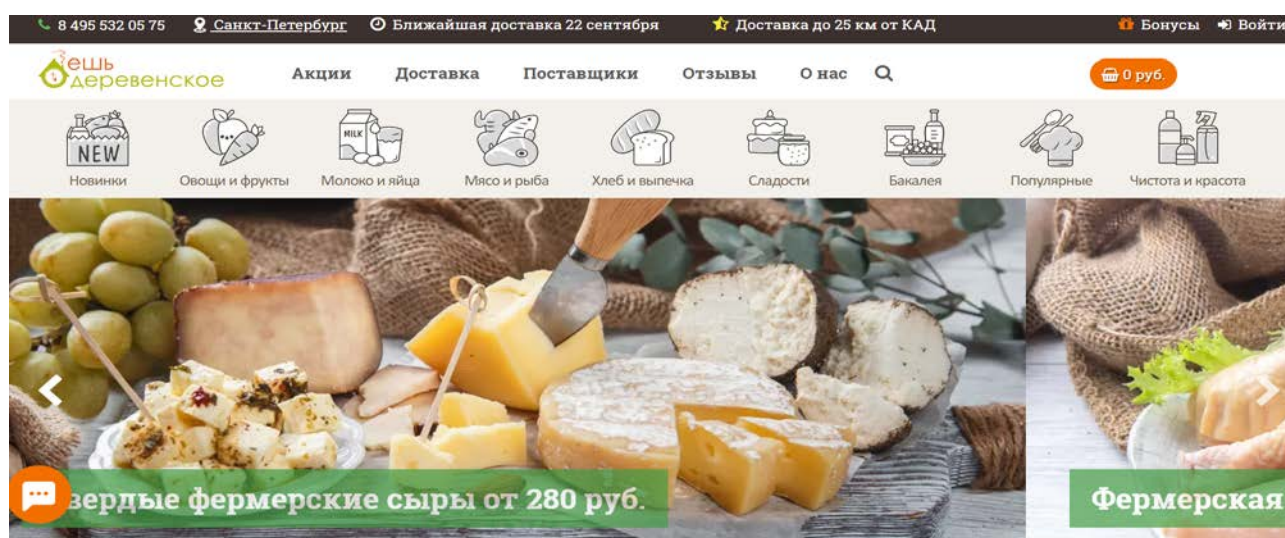 8 495 532 05 75 Санкт-Петербург Ближайшая доставка 22 сентября Доставка до 25 км от КАД Бонусы Войти
Ешь Деревенское Акции Доставка Поставщики Отзывы О нас 0 руб.
MILK
NEW
Новинки Овощи и фрукты Молоко и яйца Мясо и рыба Хлеб и выпечка Сладости Бакалея Популярные Чистота и красота
вердые фермерские сыры от 280 руб. Фермерская